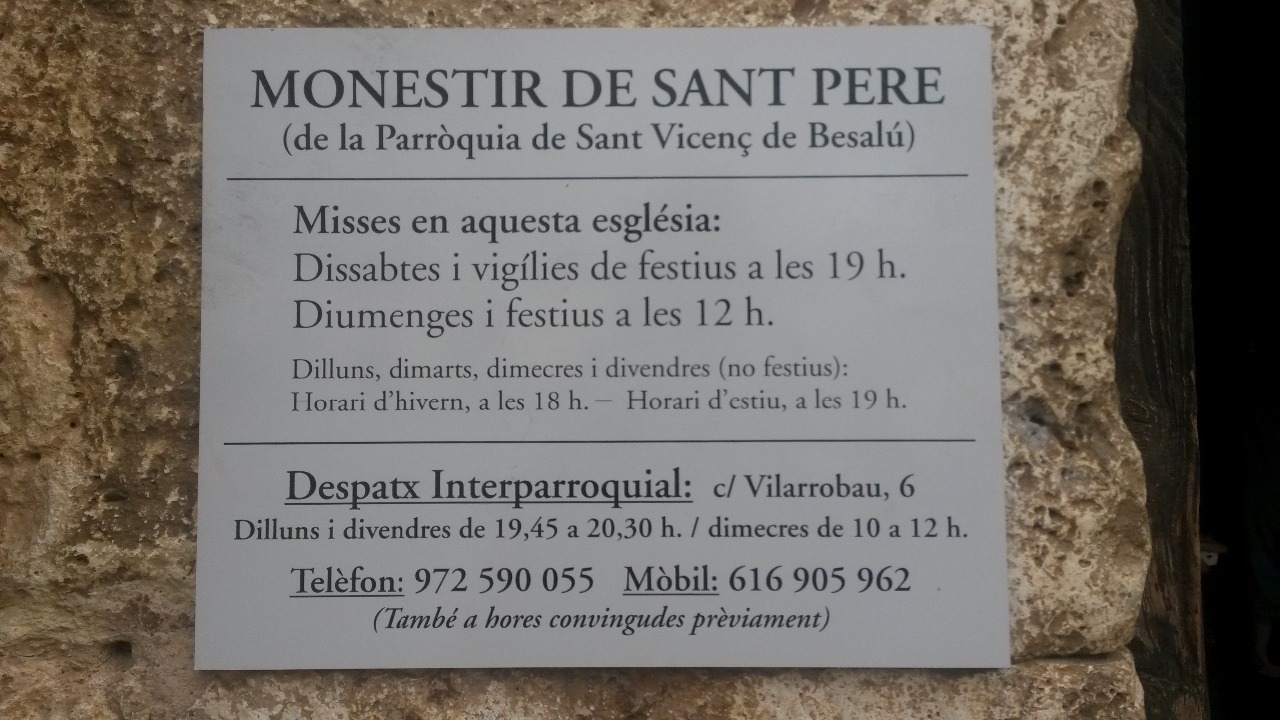 MONESTIR DE SANT PERE
(de la Parròquia de Sant Vicenç de Besalú)
Misses en aquesta església:
Dissabtes i vigílies de festius a les 19 h.
Diumenges i festius a les 12 h.
Dilluns, dimarts, dimecres i divendres (no festius):
Horari d'hivern, a les 18 h. – Horari d'estiu, a les 19 h.
Despatx Interparroquial: c/ Vilarrobau, 6
Dilluns i divendres de 19,45 a 20,30 h. / dimecres de 10 a 12 h.
Telèfon: 972 590 055 Mòbil: 616 905 962
(També a hores convingudes prèviament)